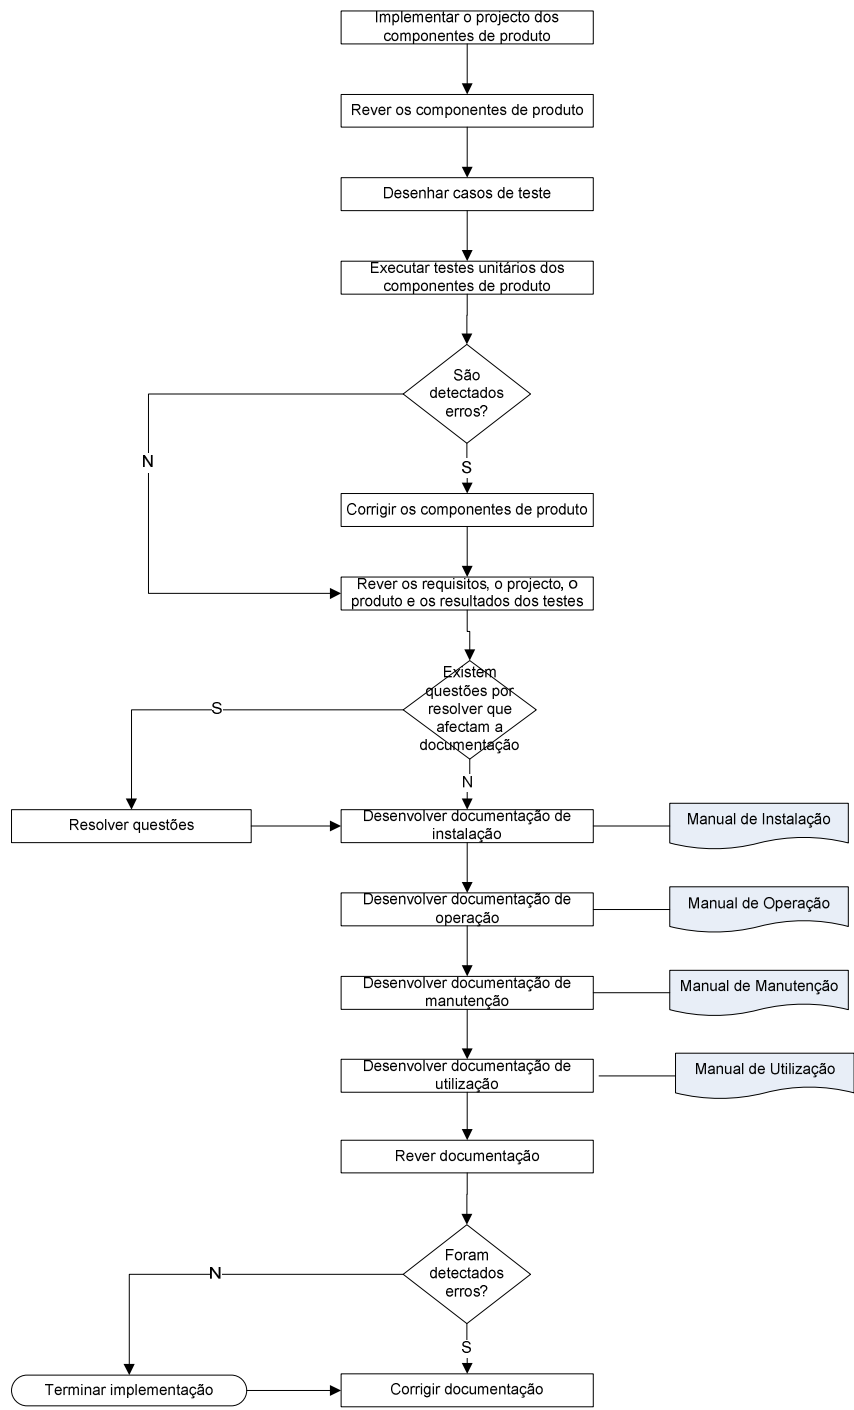 Implementar o projecto dos
componentes de produto
Rever os componentes de produto
Desenhar casos de teste
Executar testes unitários dos
componentes de produto
São
detectados
erros?
N
S
Corrigir os componentes de produto
Rever os requisitos, o projecto, o
produto e os resultados dos testes
Existem
questões por
resolver que
afectam a
documentação
S
N
Resolver questões
Desenvolver documentação de
instalação
Manual de Instalação
Desenvolver documentação de
operação
Manual de Operação
Desenvolver documentação de
manutenção
Manual de Manutenção
Desenvolver documentação de
utilização
Manual de Utilização
Rever documentação
Foram
detectados
erros?
N
S
Terminar implementação
Corrigir documentação